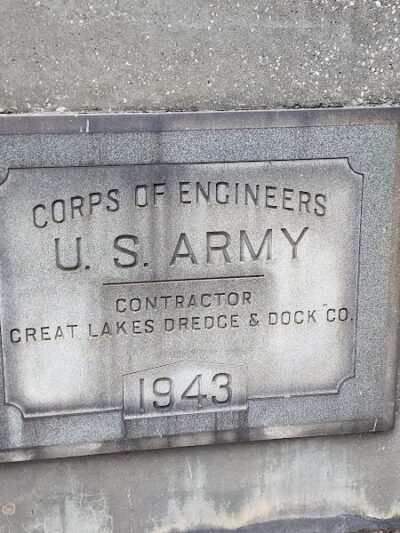 CORPS OF ENGINEERS
U. S. ARMY
CONTRACTOR
GREAT LAKES DREDGE & DOCK CO.
1943